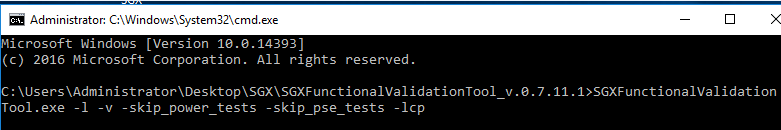 Administrator: C:\Windows\System32\cmd.exe
Microsoft Windows [Version 10.0.14393]
(c) 2016 Microsoft Corporation. All rights reserved.
C:\Users\Administrator\Desktop\SGX\SGXFunctionalValidationTool_v.0.7.11.1>SGXFunctionalValidation
Tool.exe -l -v -skip_power_tests -skip_pse_tests -lcp